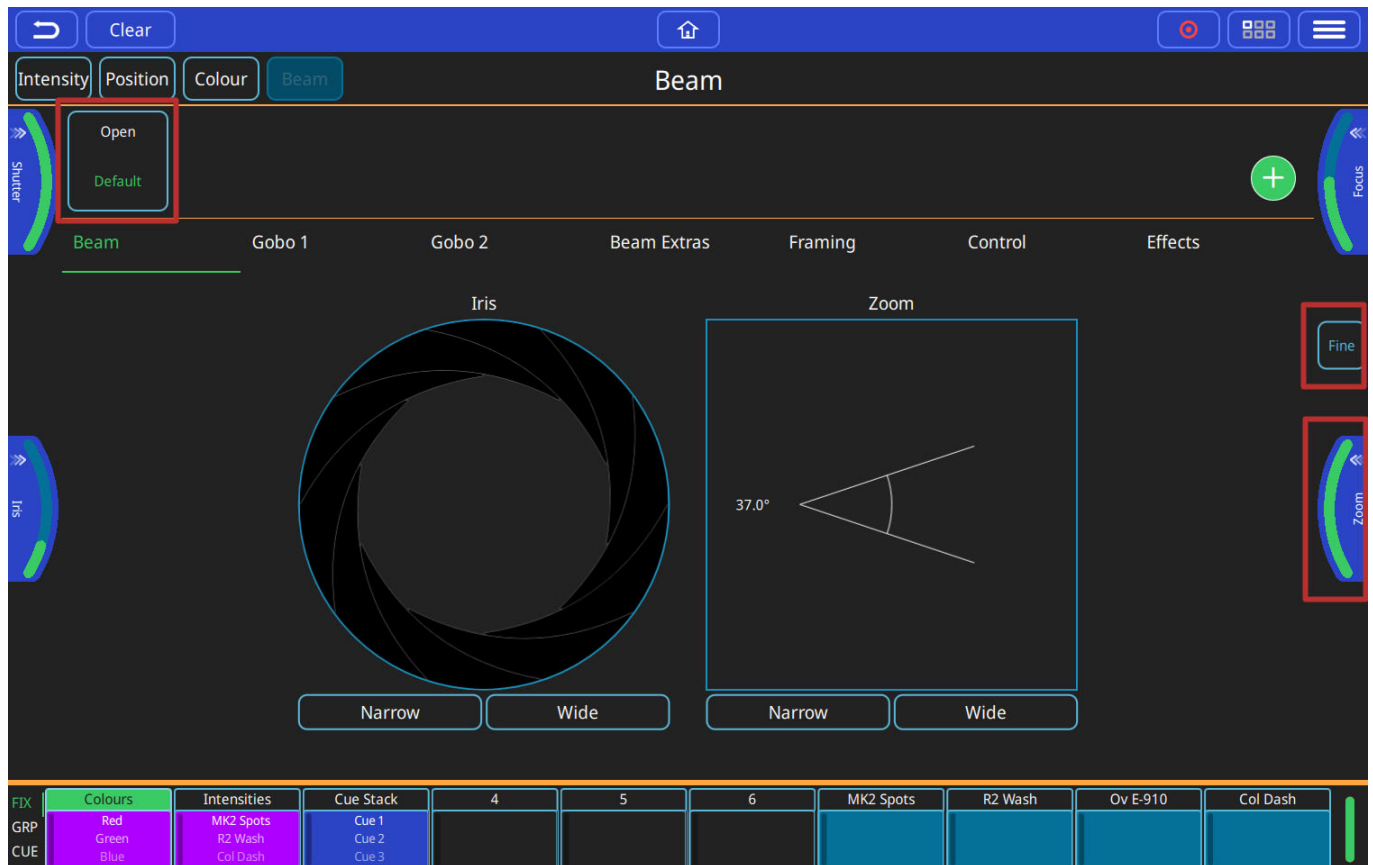 Clear
Intensity Position Colour Beam
Beam
Open
Default
Shutter
Focus
Beam Gobo 1 Gobo 2 Beam Extras Framing Control Effects
Iris Zoom
Fine
37.0°
Iris
Zoom
Narrow Wide Narrow Wide
FIX Colours Intensities Cue Stack 4 5 6 MK2 Spots R2 Wash Ov E-910 Col Dash
Red MK2 Spots Cue 1
GRP
Green R2 Wash Cue 2
CUE
Blue Col Dash Cue 3